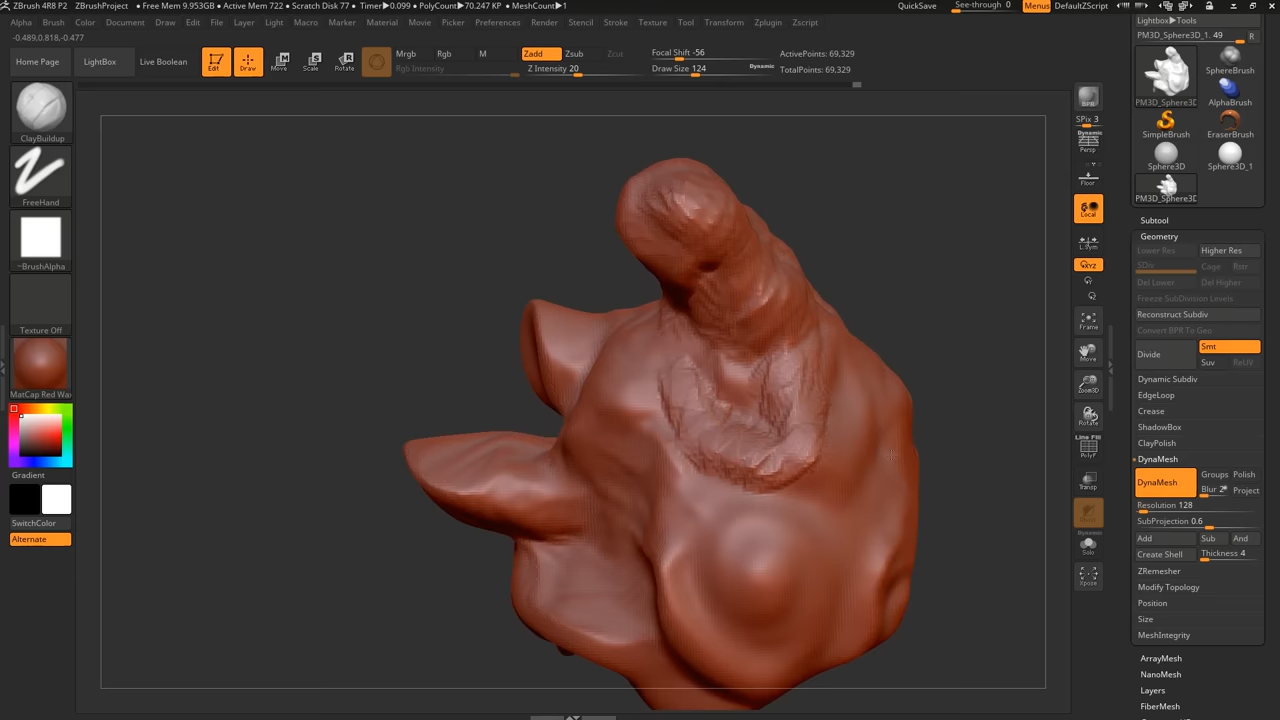 ZBrush 4R8 P2 ZBrushProject • Free Mem 9.953GB • Active Mem 722 • Scratch Disk 77 • Timer▶0.099 • PolyCount▶70.247 KP • MeshCount▶1 QuickSave See-through 0 Menus DefaultZScript
Alpha Brush Color Document Draw Edit File Layer Light Macro Marker Material Movie Picker Preferences Render Stencil Stroke Texture Tool Transform Zplugin Zscript
-0.489,0.818,-0.477
Home Page LightBox Live Boolean Edit Draw Move Scale Rotate
Mrgb Rgb M Zadd Zsub Zcut Focal Shift -56 ActivePoints: 69,329
Rgb Intensity Z Intensity 20 Draw Size 124 Dynamic TotalPoints: 69,329
ClayBuildup
FreeHand
~BrushAlpha
Texture Off
MatCap Red Wa
Gradient
SwitchColor
Alternate
BPR
SPix 3
Dynamic
Persp
Floor
Local
L.Sym
XYZ
Frame
Move
Zoom3D
Rotate
Line Fill
PolyF
Transp
Dynamic
Solo
Xpose
Lightbox▶Tools
PM3D_Sphere3D_1. 49 R
PM3D_Sphere3D SphereBrush
AlphaBrush
SimpleBrush EraserBrush
Sphere3D Sphere3D_1
PM3D_Sphere3D
Subtool
Geometry
Lower Res Higher Res
SDiv Cage Rstr
Del Lower Del Higher
Freeze SubDivision Levels
Reconstruct Subdiv
Convert BPR To Geo
Divide Smt
Suv ReUV
Dynamic Subdiv
EdgeLoop
Crease
ShadowBox
ClayPolish
DynaMesh
DynaMesh Groups Polish
Blur 2 Project
Resolution 128
SubProjection 0.6
Add Sub And
Create Shell Thickness 4
ZRemesher
Modify Topology
Position
Size
MeshIntegrity
ArrayMesh
NanoMesh
Layers
FiberMesh